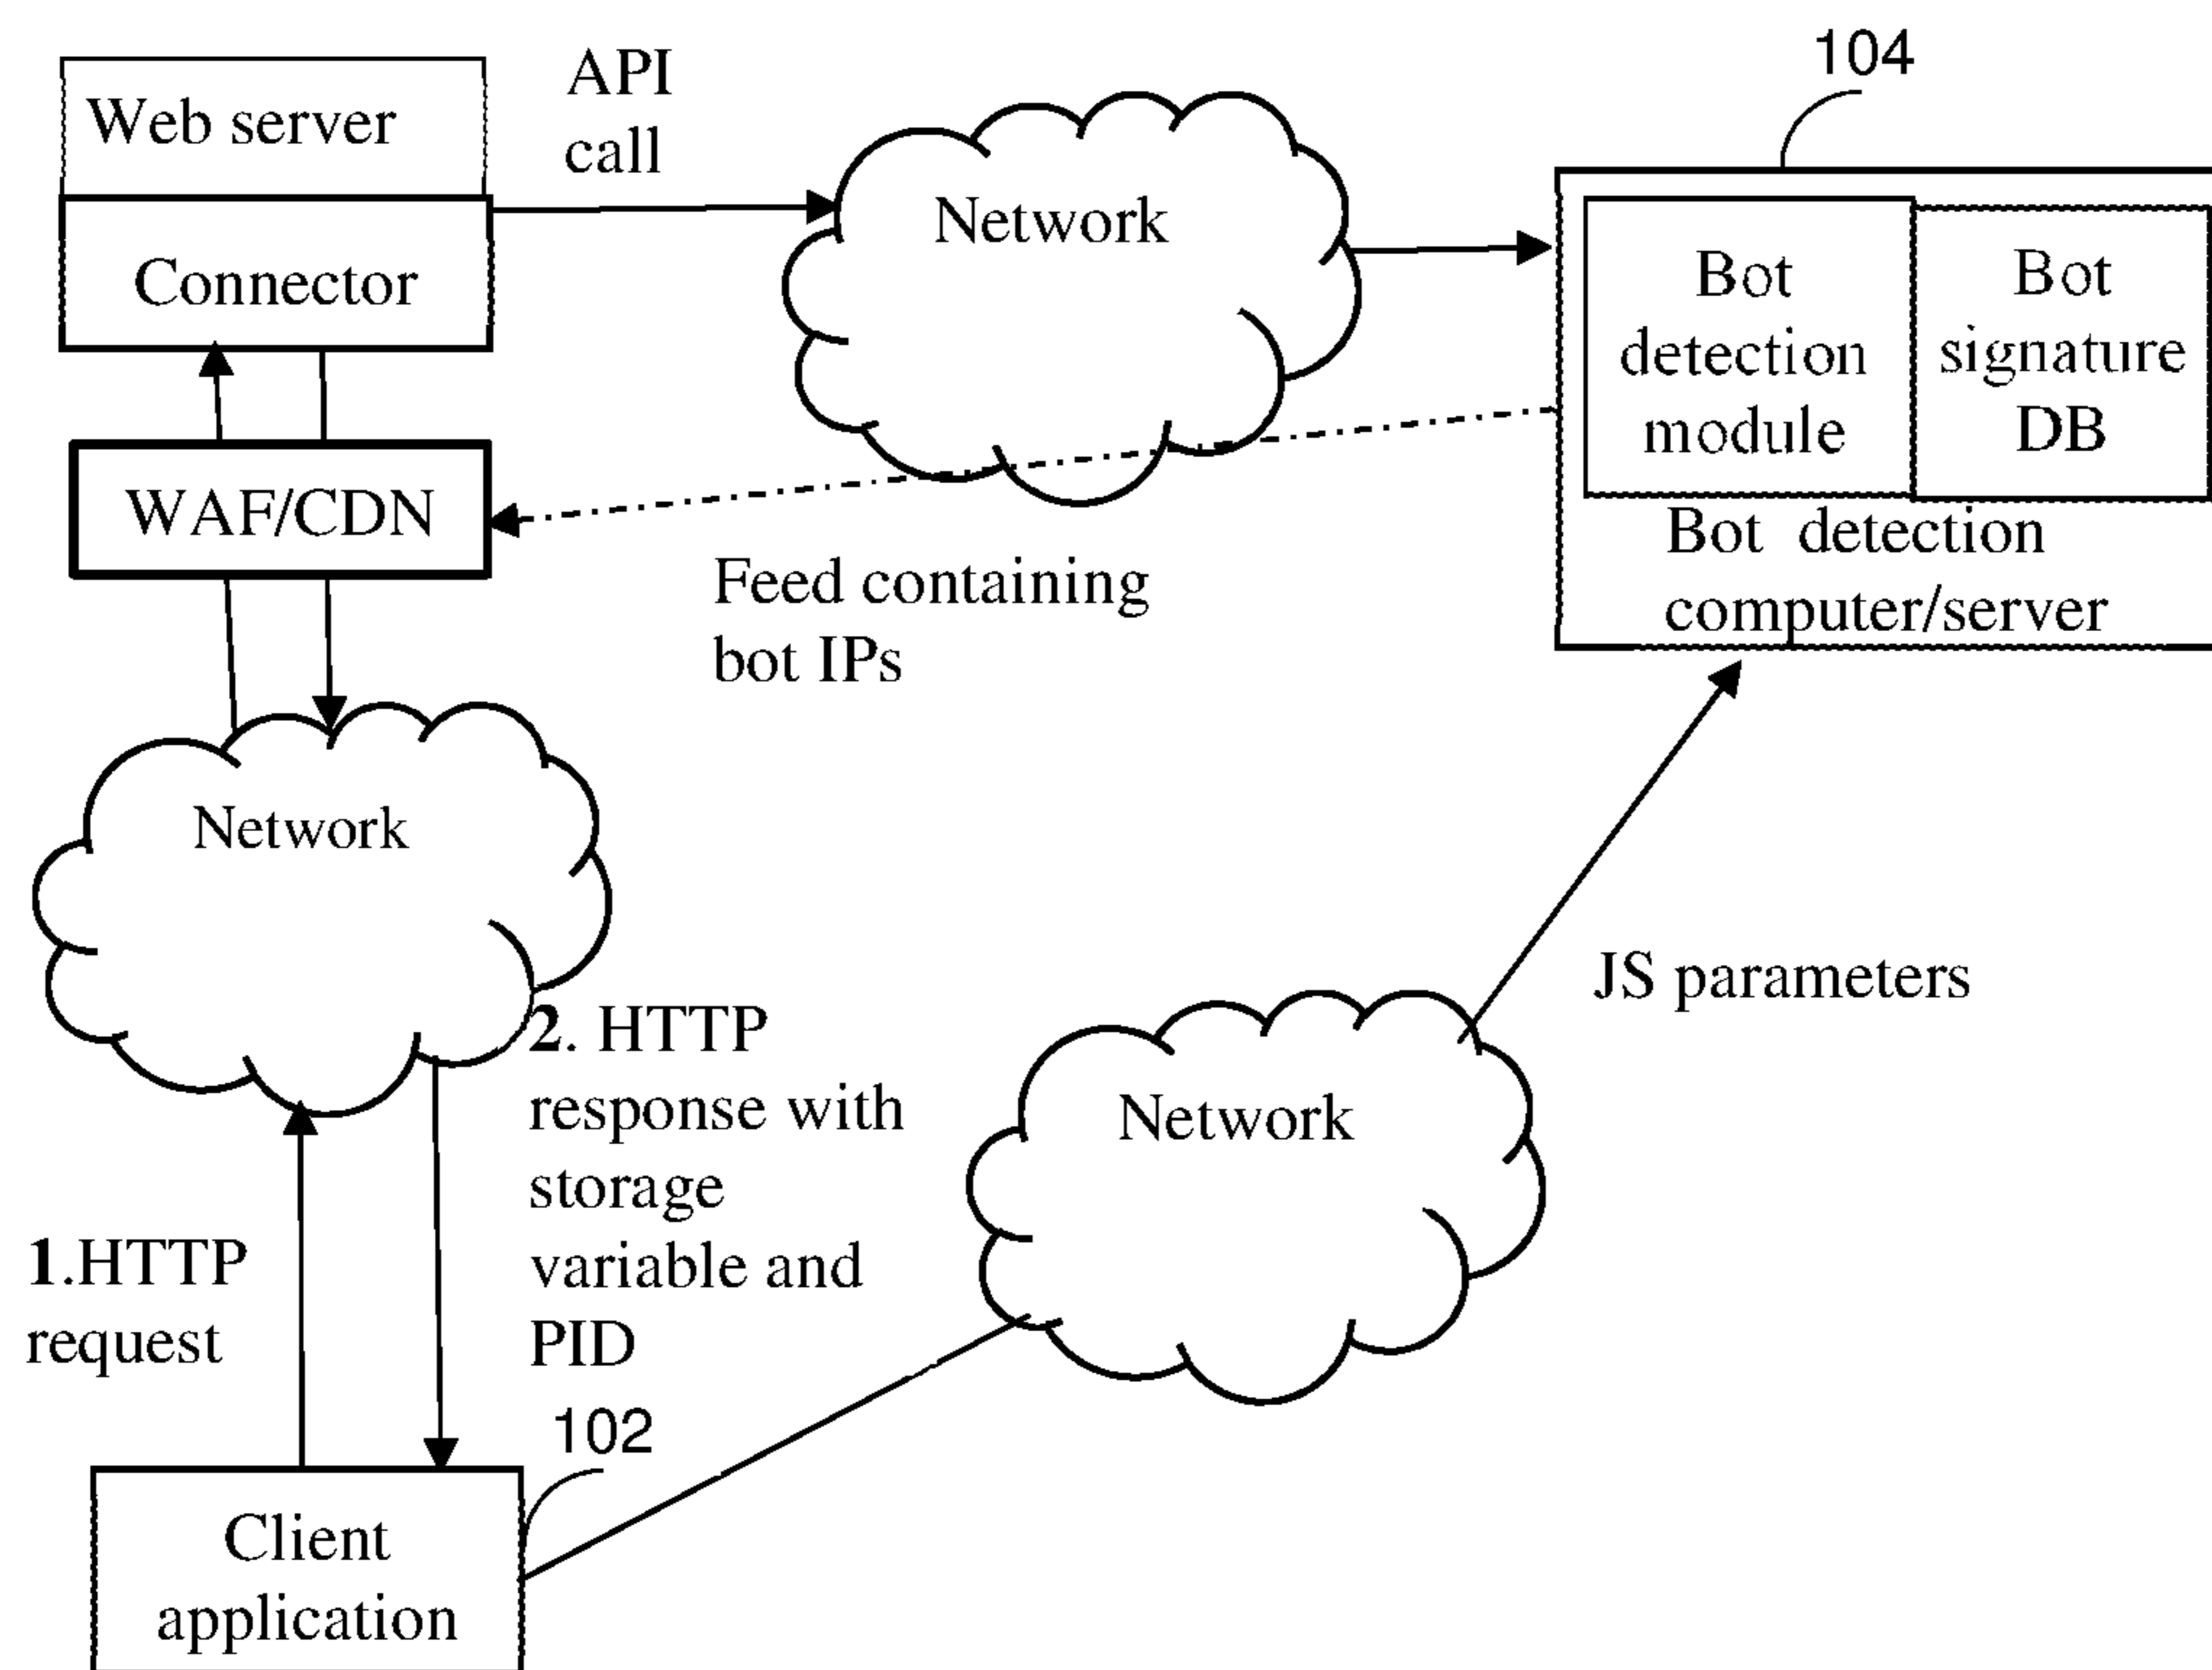 Web server
API
call
104
Connector
Network
Bot
detection
module
Bot
signature
DB
Bot detection
computer/server
WAF/CDN
Feed containing
bot IPs
Network
JS parameters
2. HTTP
response with
storage
variable and
PID
Network
1.HTTP
request
102
Client
application